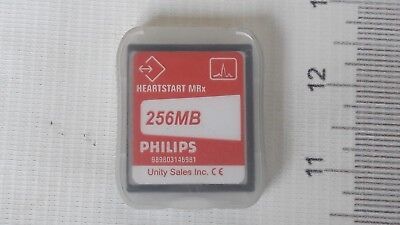 HEARTSTART MRx
256MB
PHILIPS
989803146981
Unity Sales Inc. CE
12
11